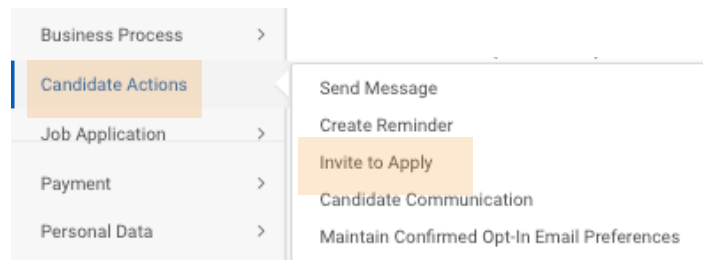 Business Process
Candidate Actions
Job Application
Payment
Personal Data
Send Message
Create Reminder
Invite to Apply
Candidate Communication
Maintain Confirmed Opt-In Email Preferences